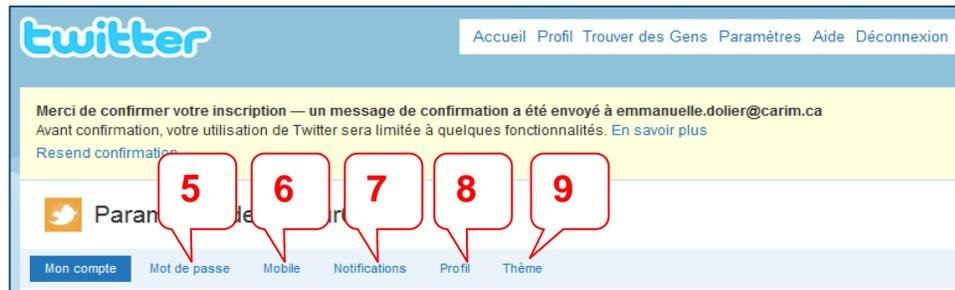 twitter
Accueil Profil Trouver des Gens Paramètres Aide Déconnexion
Merci de confirmer votre inscription — un message de confirmation a été envoyé à emmanuelle.dolier@carim.ca
Avant confirmation, votre utilisation de Twitter sera limitée à quelques fonctionnalités. En savoir plus
Resend confirmation
5 6 7 8 9
Mon compte Mot de passe Mobile Notifications Profil Thème